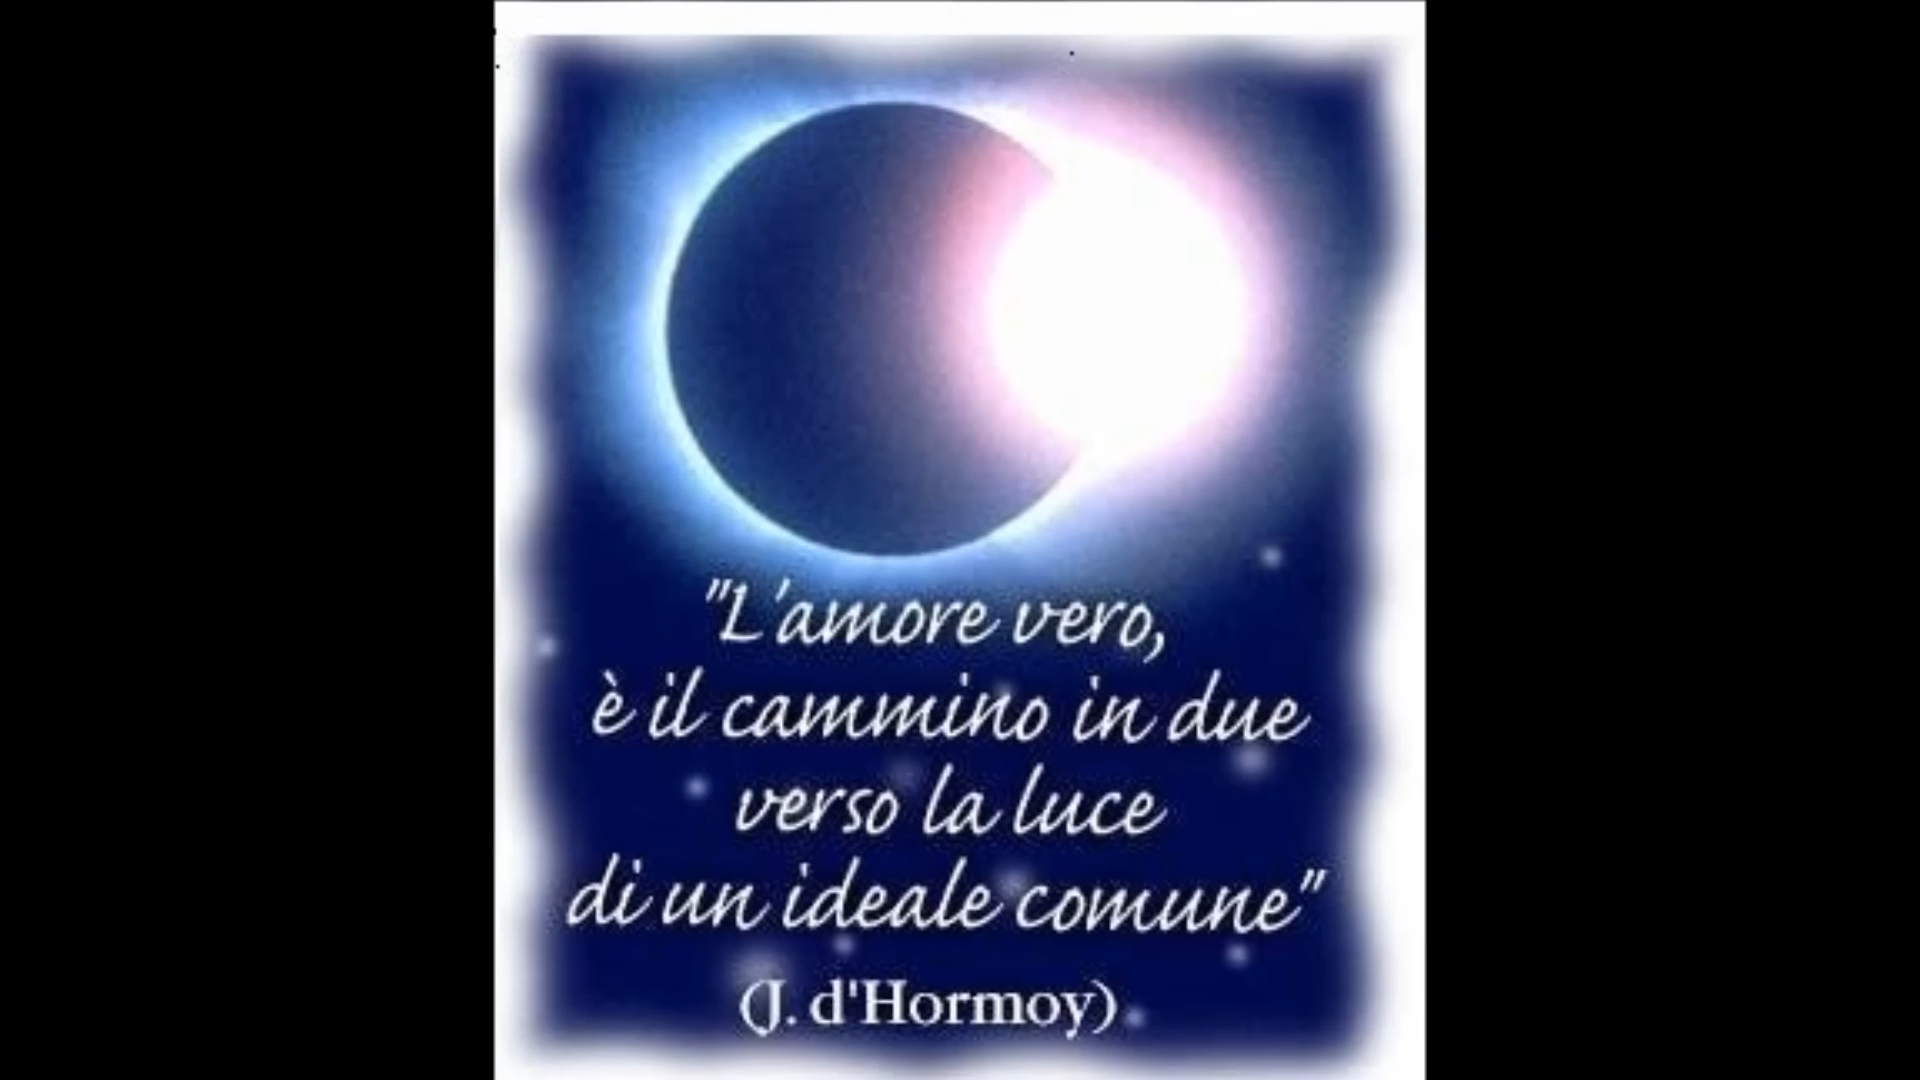 "L'amore vero,
è il cammino in due
verso la luce
di un ideale comune"
(J. d'Hormoy)